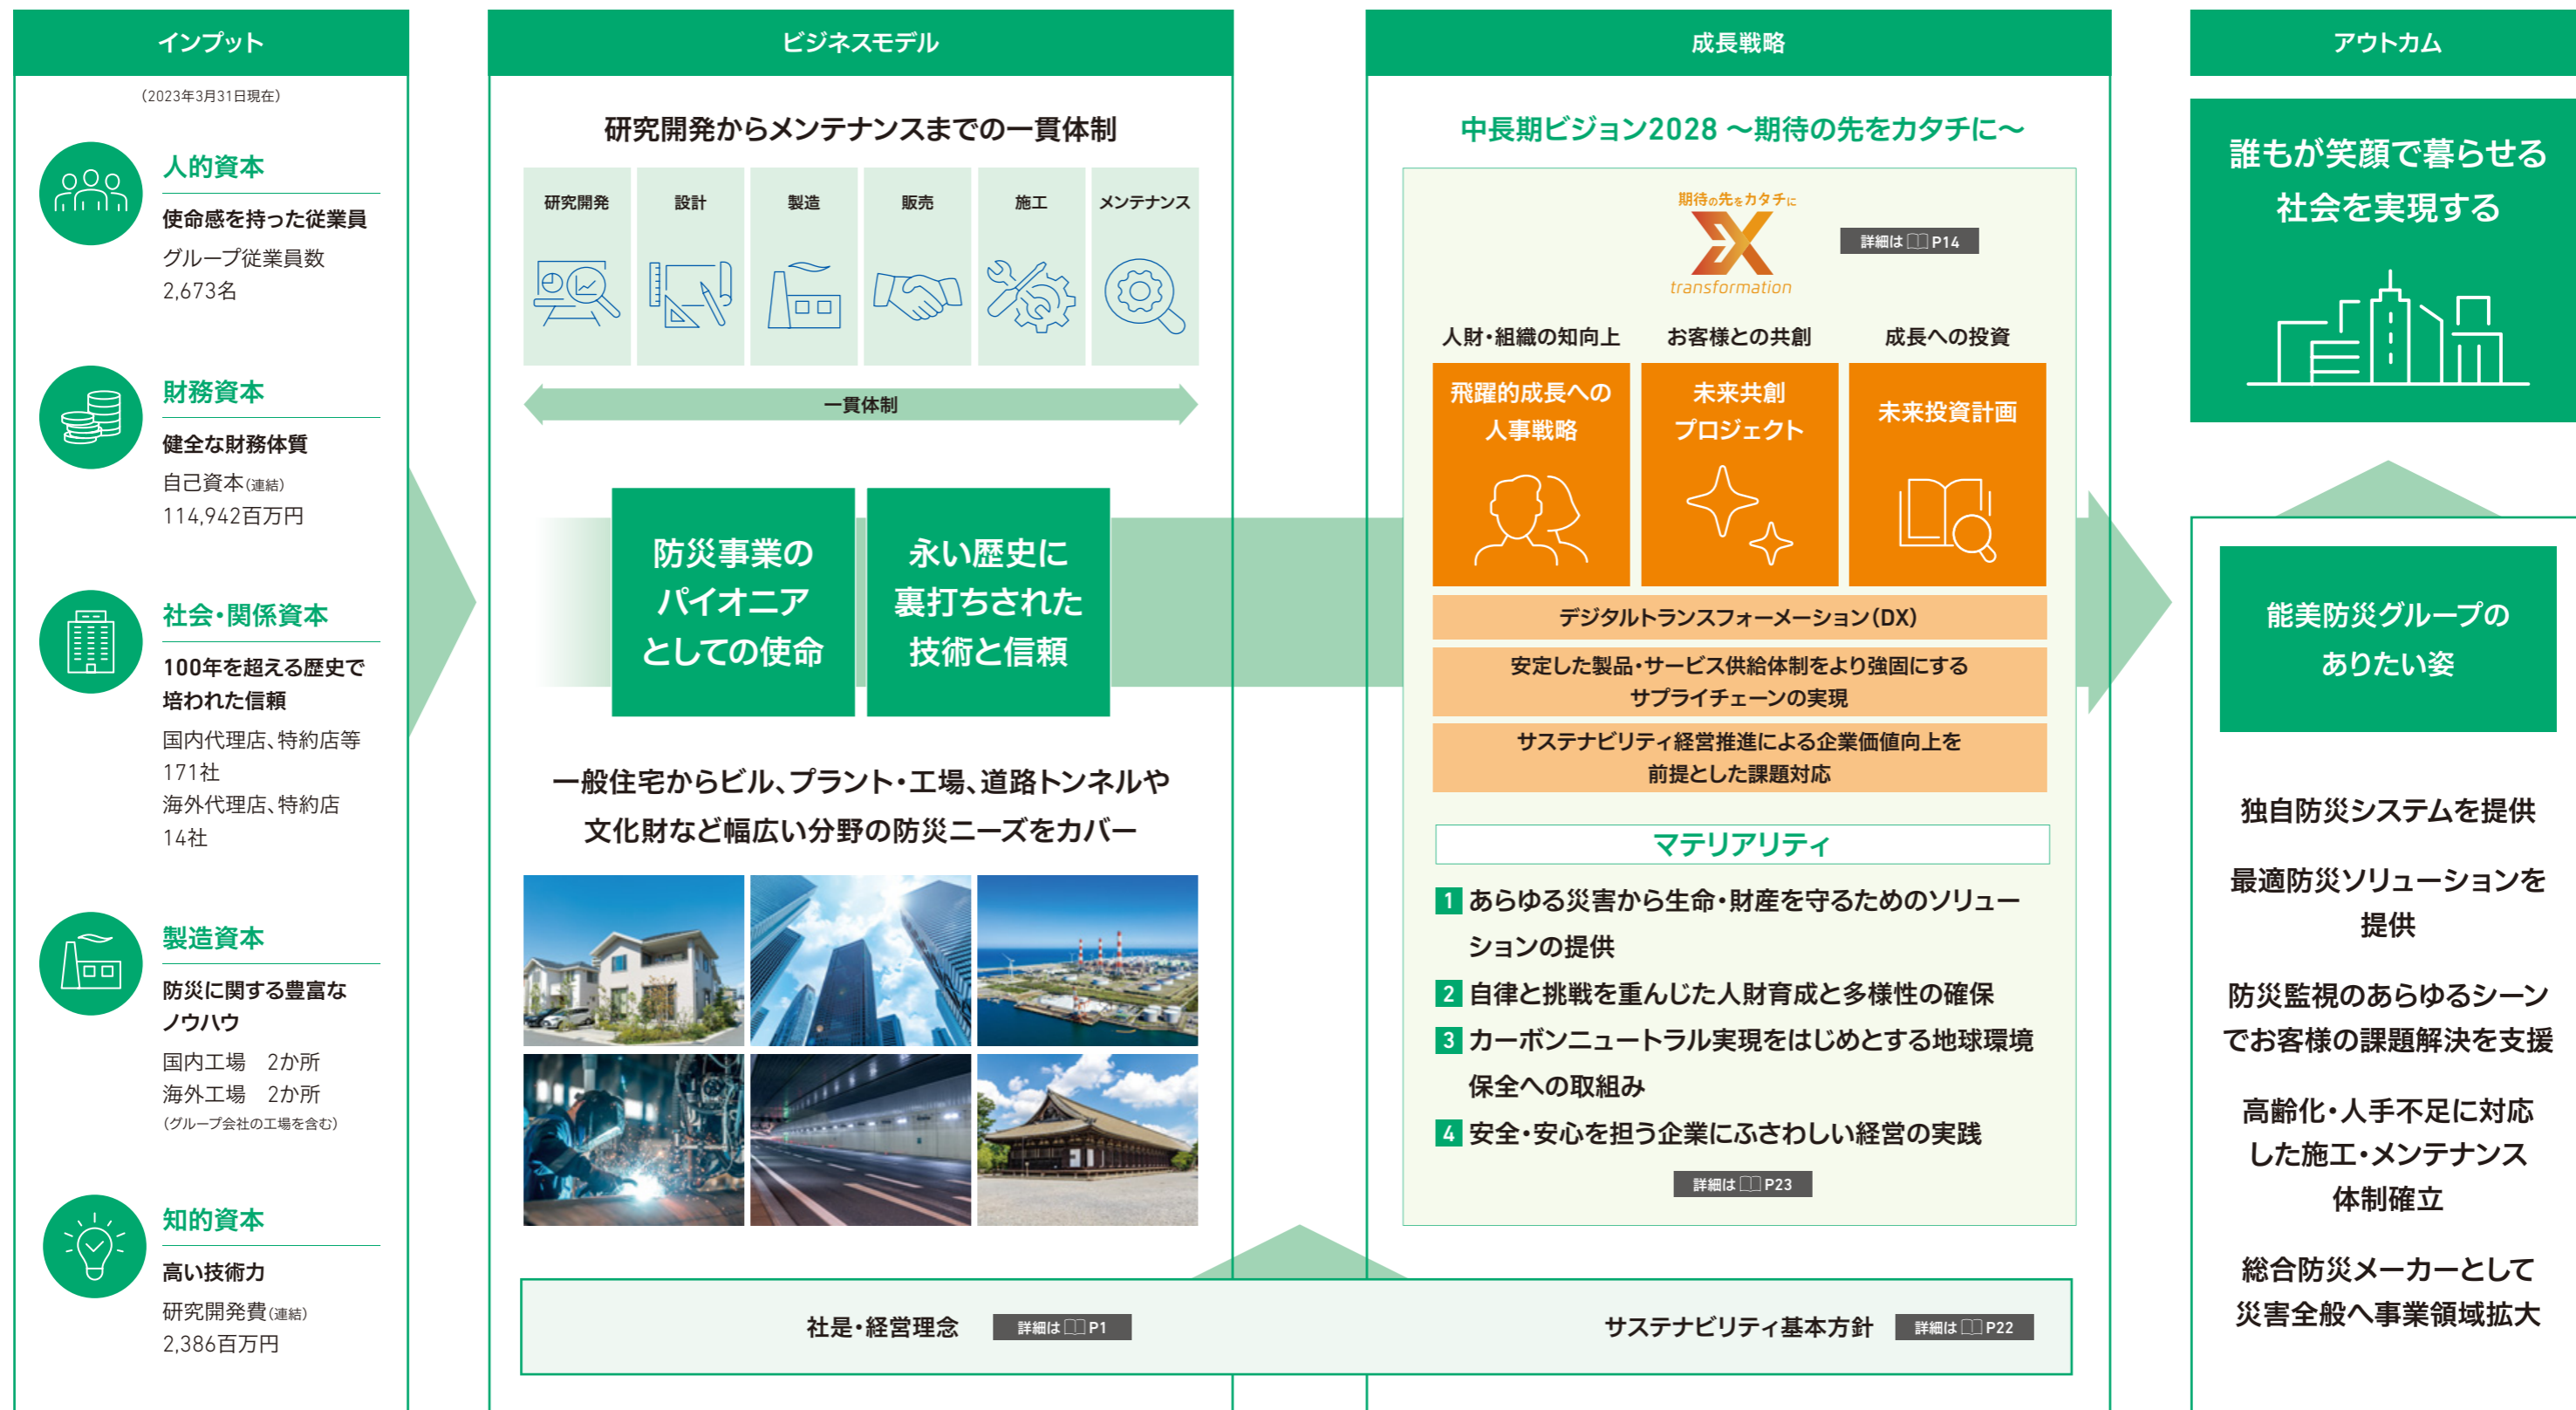 インプット
(2023年3月31日現在)
人的資本
使命感を持った従業員
グループ従業員数
2,673名
財務資本
健全な財務体質
自己資本(連結)
114,942百万円
社会・関係資本
100年を超える歴史で
培われた信頼
国内代理店、特約店等
171社
海外代理店、特約店
14社
製造資本
防災に関する豊富な
ノウハウ
国内工場　2か所
海外工場　2か所
(グループ会社の工場を含む)
知的資本
高い技術力
研究開発費(連結)
2,386百万円
ビジネスモデル
研究開発からメンテナンスまでの一貫体制
研究開発
設計
製造
販売
施工
メンテナンス
一貫体制
防災事業の
パイオニア
としての使命
永い歴史に
裏打ちされた
技術と信頼
一般住宅からビル、プラント・工場、道路トンネルや
文化財など幅広い分野の防災ニーズをカバー
成長戦略
中長期ビジョン2028 〜期待の先をカタチに〜
期待の先をカタチに
X
transformation
詳細は P14
人財・組織の知向上
お客様との共創
成長への投資
飛躍的成長への
人事戦略
未来共創
プロジェクト
未来投資計画
デジタルトランスフォーメーション(DX)
安定した製品・サービス供給体制をより強固にする
サプライチェーンの実現
サステナビリティ経営推進による企業価値向上を
前提とした課題対応
マテリアリティ
1 あらゆる災害から生命・財産を守るためのソリュー
ションの提供
2 自律と挑戦を重んじた人財育成と多様性の確保
3 カーボンニュートラル実現をはじめとする地球環境
保全への取組み
4 安全・安心を担う企業にふさわしい経営の実践
詳細は P23
社是・経営理念 詳細は P1
サステナビリティ基本方針 詳細は P22
アウトカム
誰もが笑顔で暮らせる
社会を実現する
能美防災グループの
ありたい姿
独自防災システムを提供
最適防災ソリューションを
提供
防災監視のあらゆるシーン
でお客様の課題解決を支援
高齢化・人手不足に対応
した施工・メンテナンス
体制確立
総合防災メーカーとして
災害全般へ事業領域拡大